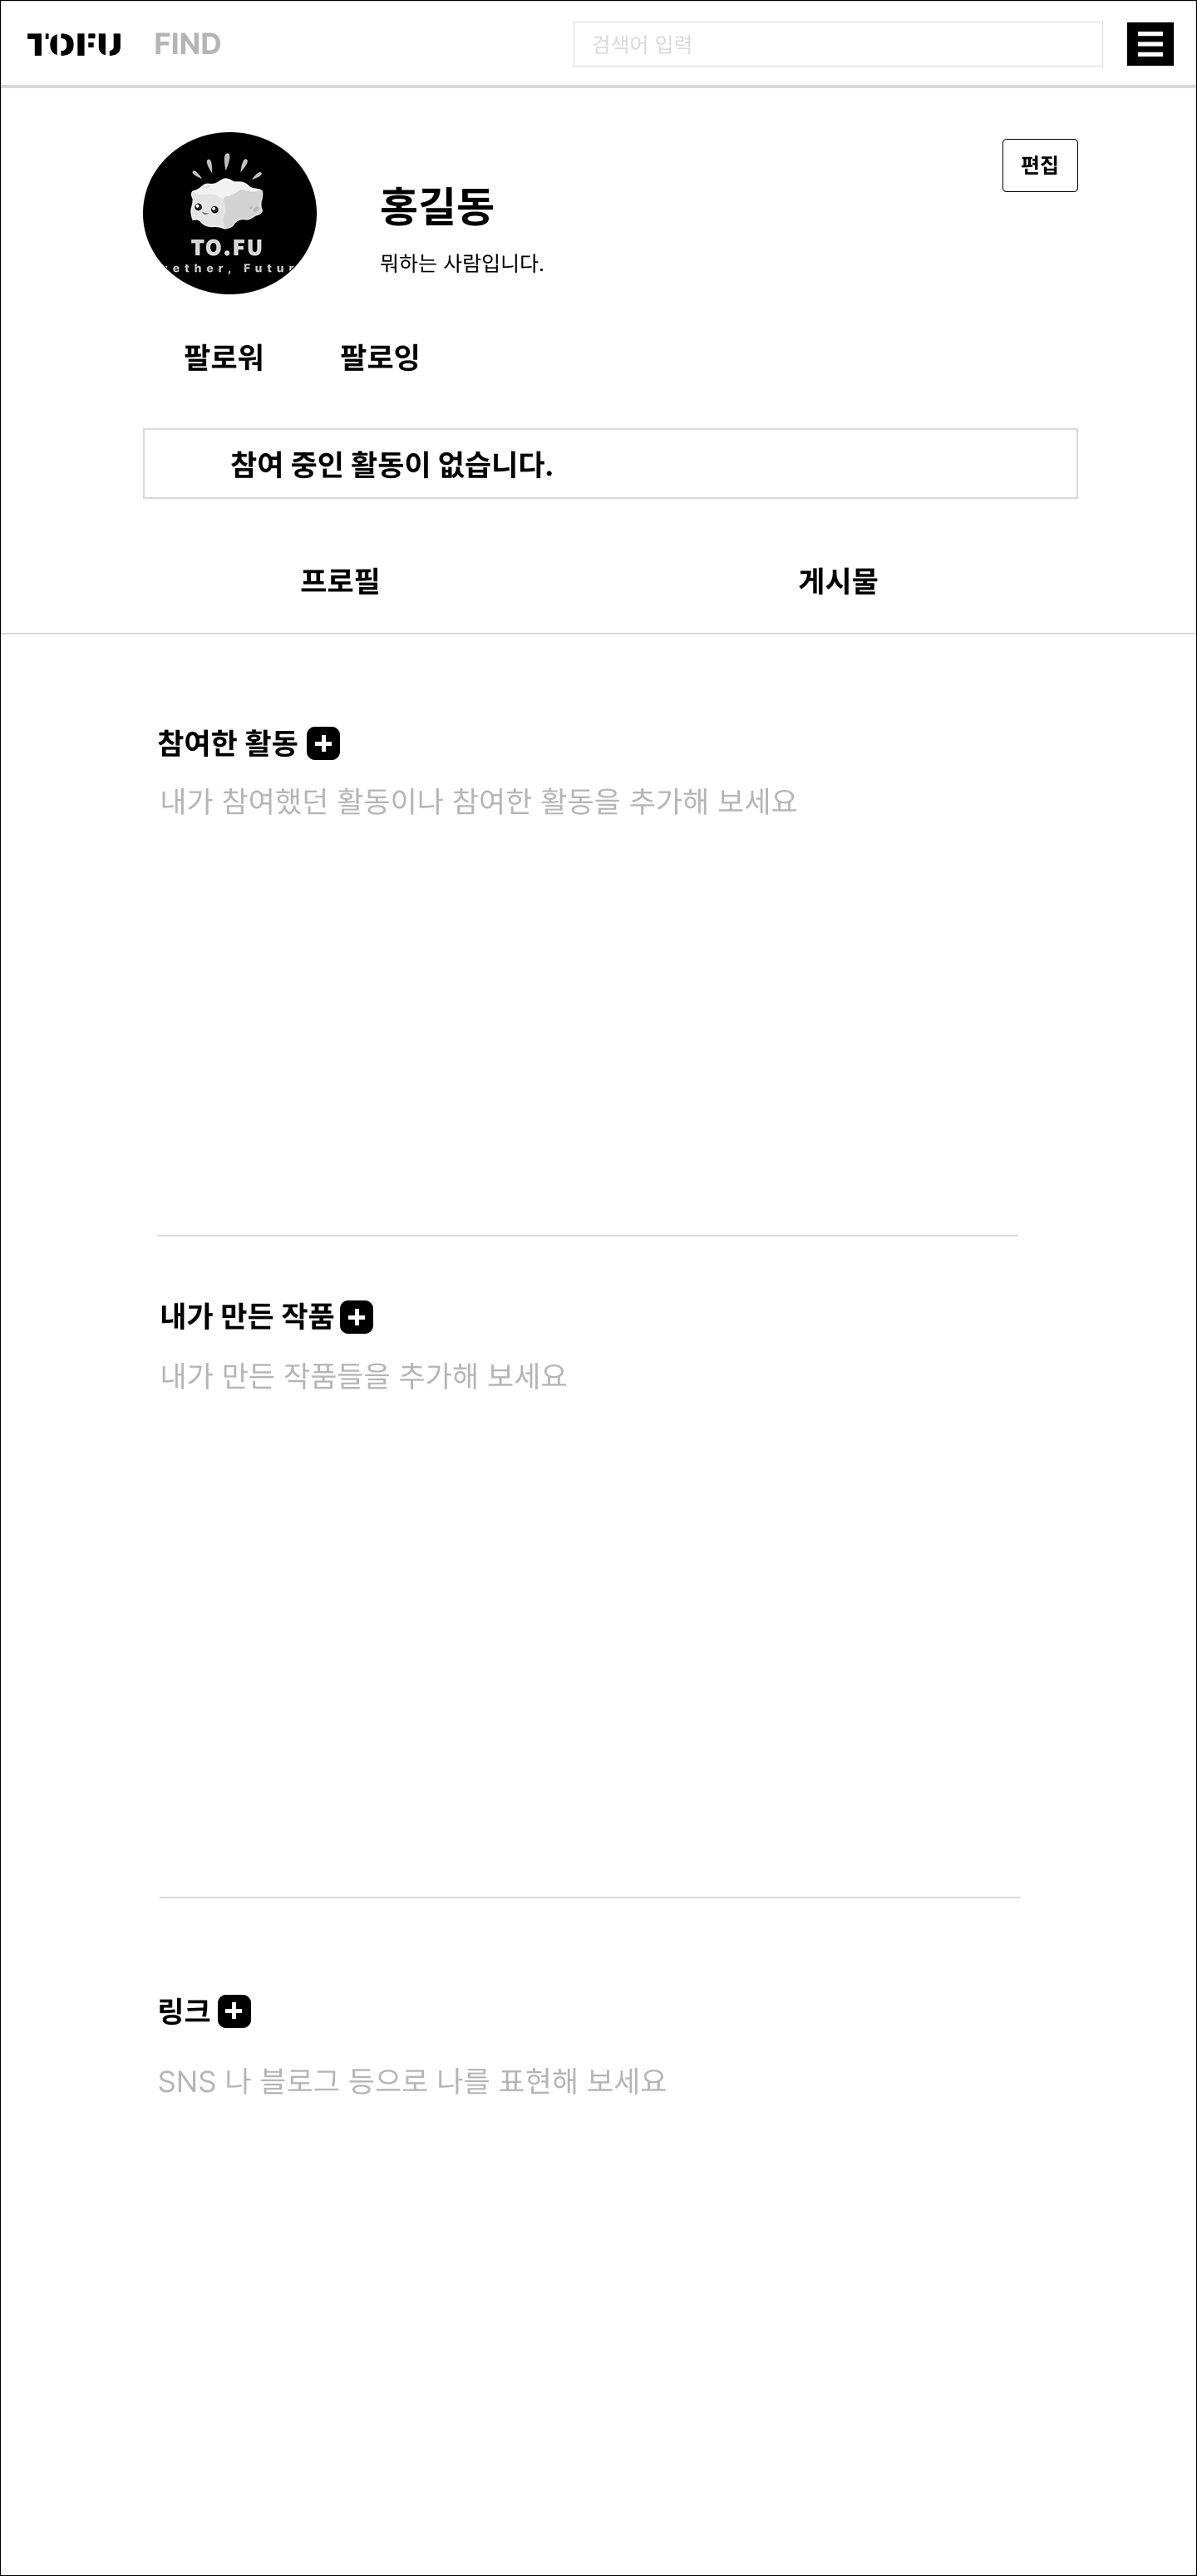 TOFU FIND 검색어 입력
편집
홍길동
뭐하는 사람입니다.
TO.FU
ether, Futur
팔로워 팔로잉
참여 중인 활동이 없습니다.
프로필 게시물
참여한 활동
내가 참여했던 활동이나 참여한 활동을 추가해 보세요
내가 만든 작품
내가 만든 작품들을 추가해 보세요
링크
SNS 나 블로그 등으로 나를 표현해 보세요